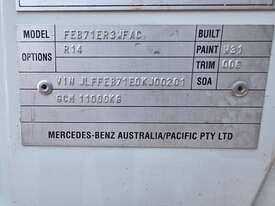 MODEL FEB71ER3WFAC BUILT
OPTIONS R14 PAINT W31
TRIM 006
VIN JLFFEB71E0KJ00201 SOA
GCM 11000KG
MERCEDES-BENZ AUSTRALIA/PACIFIC PTY LTD